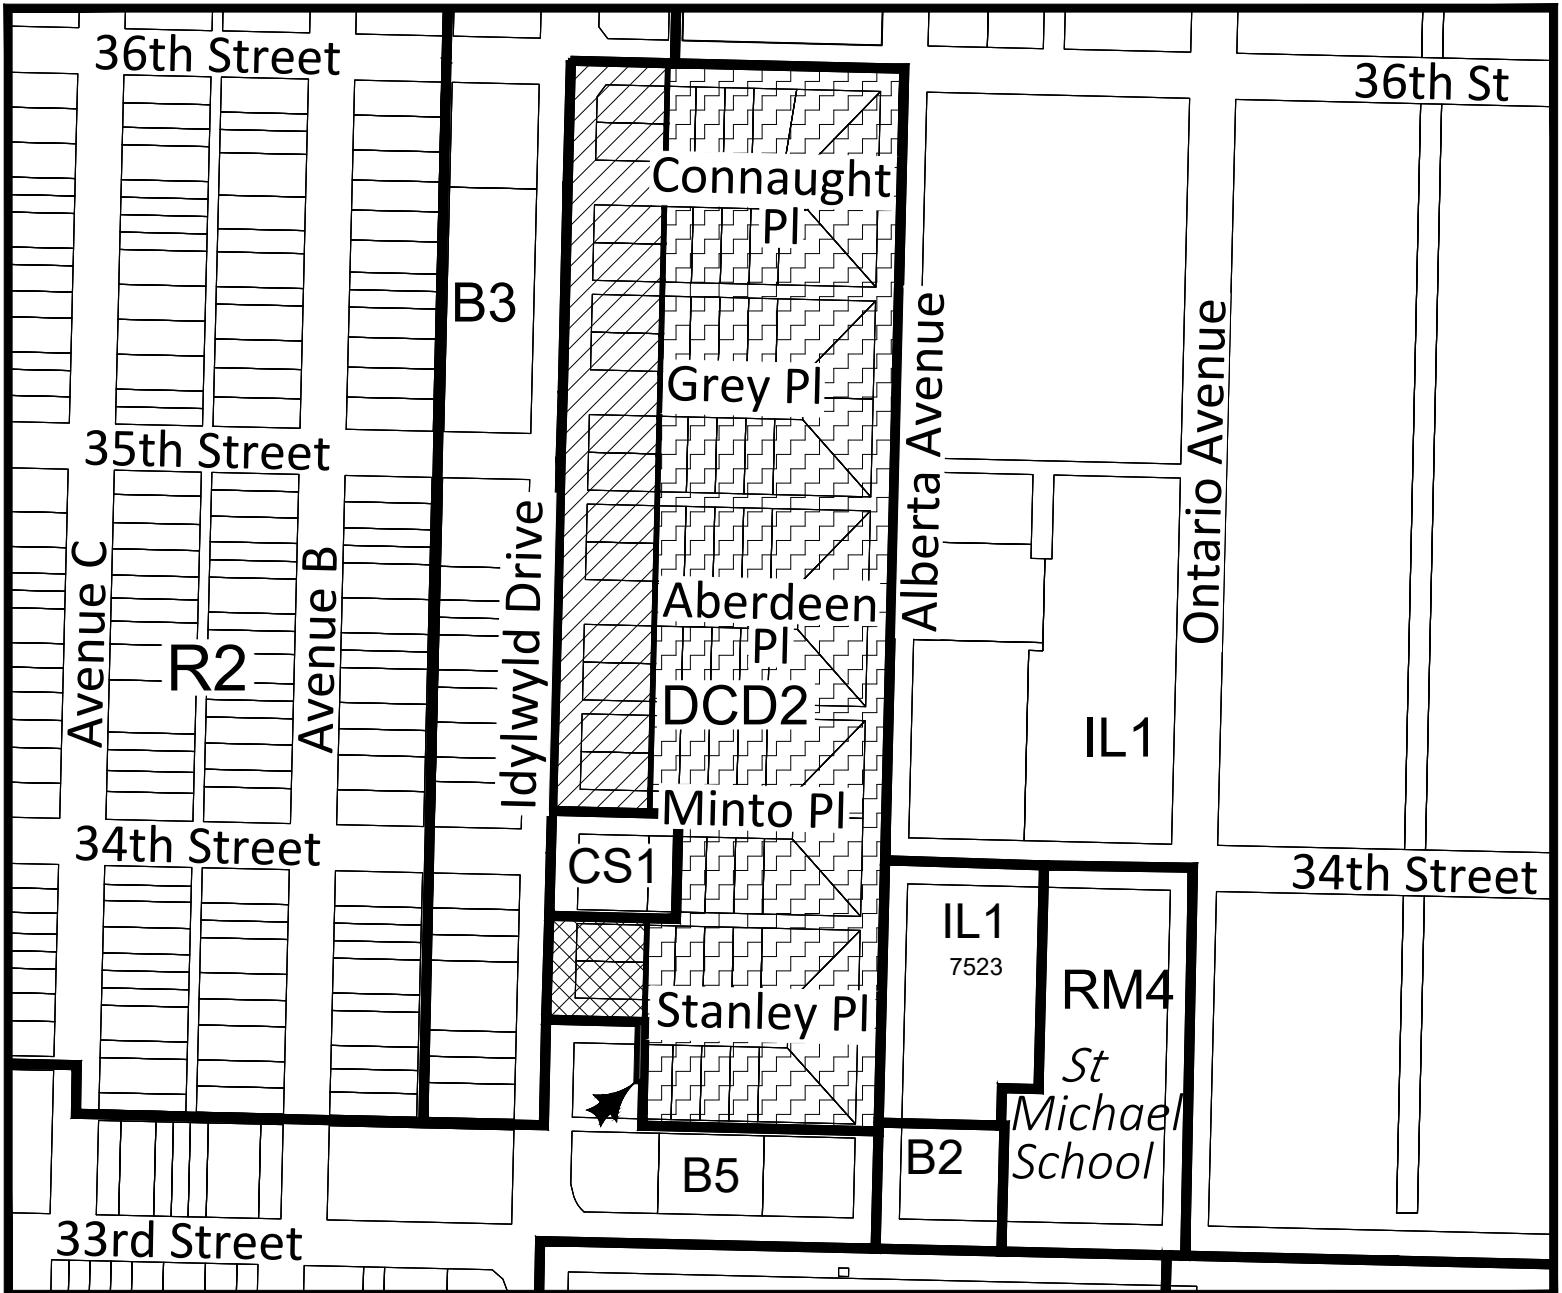 36th Street
36th St
Connaught
Pl
B3
Grey Pl
Alberta Avenue
Ontario Avenue
35th Street
Avenue C
Avenue B
Idylwyld Drive
Aberdeen
Pl
R2
DCD2
IL1
Minto Pl
34th Street
CS1
34th Street
IL1
7523
RM4
Stanley Pl
St
Michael
School
B2
B5
33rd Street